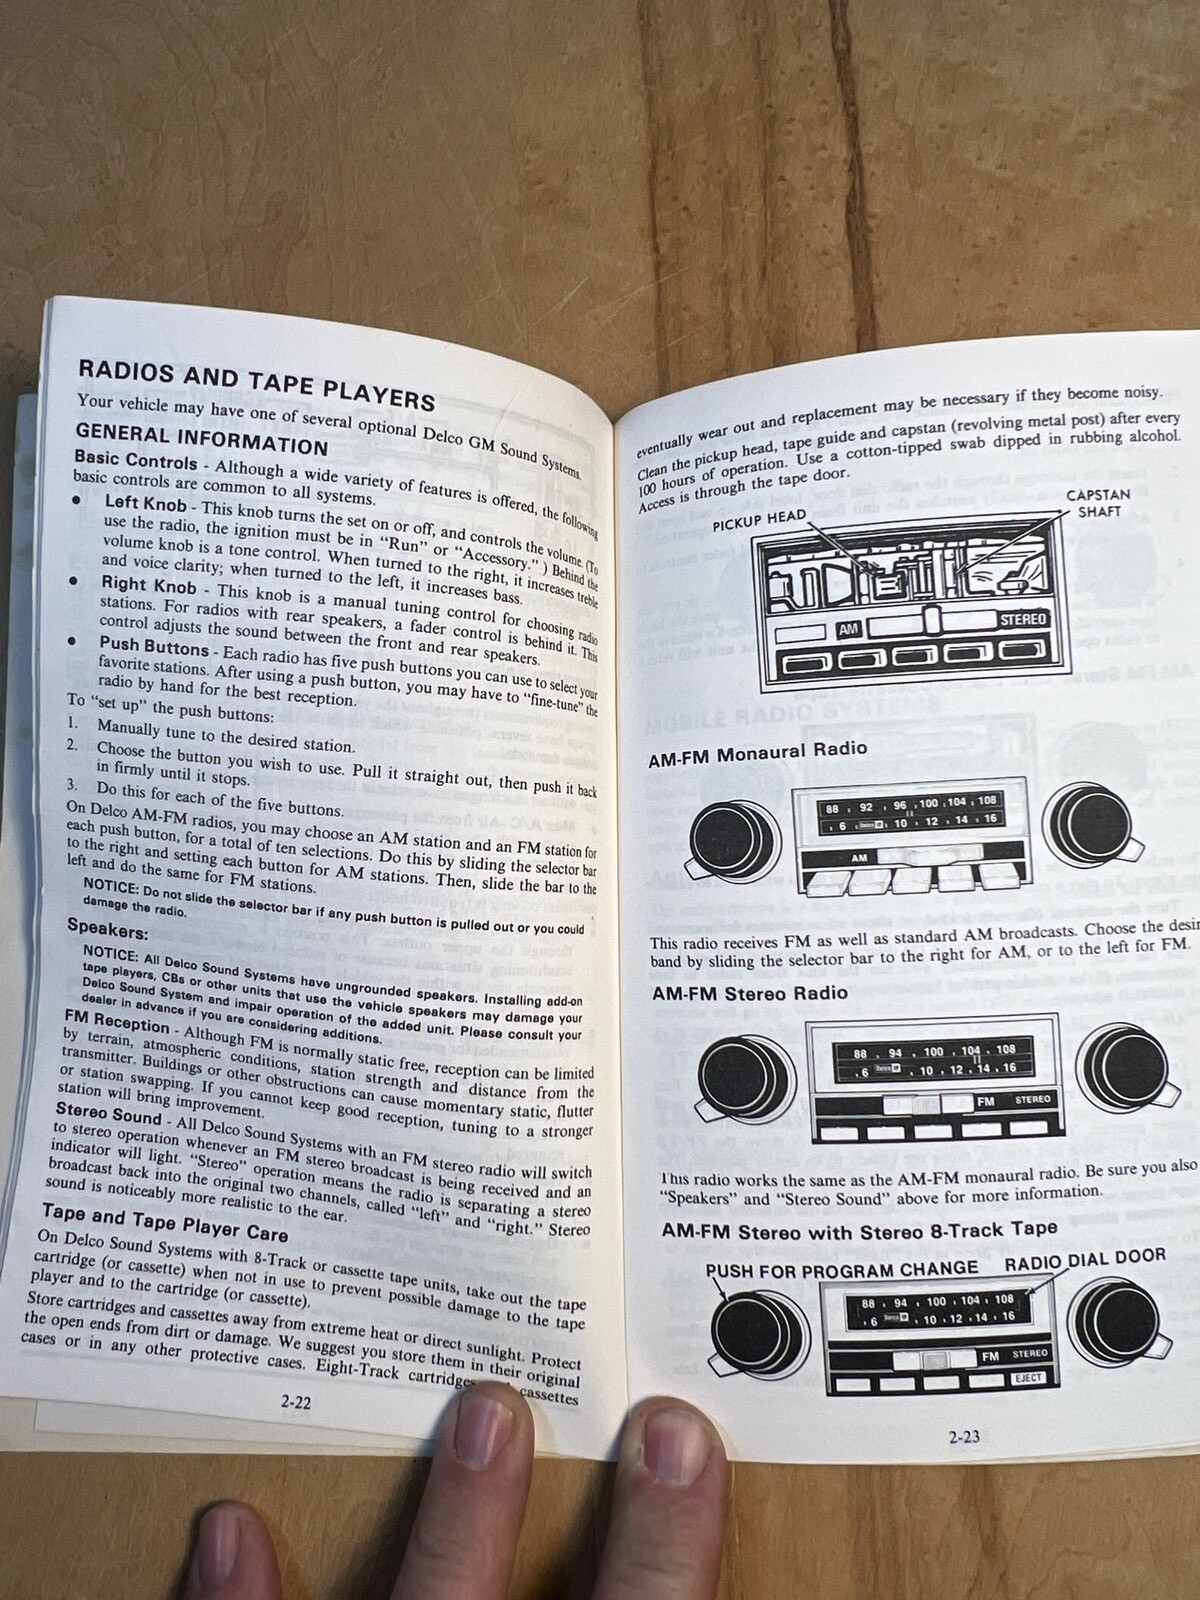 RADIOS AND TAPE PLAYERS
Your vehicle may have one of several optional Delco GM Sound Systems.
GENERAL INFORMATION
Basic Controls - Although a wide variety of features is offered, the following
basic controls are common to all systems.
● Left Knob - This knob turns the set on or off, and controls the volume. (To
use the radio, the ignition must be in "Run" or "Accessory.") Behind the
volume knob is a tone control. When turned to the right, it increases treble
and voice clarity; when turned to the left, it increases bass.
● Right Knob - This knob is a manual tuning control for choosing radio
stations. For radios with rear speakers, a fader control is behind it. This
control adjusts the sound between the front and rear speakers.
● Push Buttons - Each radio has five push buttons you can use to select your
favorite stations. After using a push button, you may have to "fine-tune" the
radio by hand for the best reception.
To "set up" the push buttons:
1. Manually tune to the desired station.
2. Choose the button you wish to use. Pull it straight out, then push it back
in firmly until it stops.
3. Do this for each of the five buttons.
On Delco AM-FM radios, you may choose an AM station and an FM station for
each push button, for a total of ten selections. Do this by sliding the selector bar
to the right and setting each button for AM stations. Then, slide the bar to the
left and do the same for FM stations.
NOTICE: Do not slide the selector bar if any push button is pulled out or you could
damage the radio.
Speakers:
NOTICE: All Delco Sound Systems have ungrounded speakers. Installing add-on
tape players, CBs or other units that use the vehicle speakers may damage your
Delco Sound System and impair operation of the added unit. Please consult your
dealer in advance if you are considering additions.
FM Reception - Although FM is normally static free, reception can be limited
by terrain, atmospheric conditions, station strength and distance from the
transmitter. Buildings or other obstructions can cause momentary static, flutter
or station swapping. If you cannot keep good reception, tuning to a stronger
station will bring improvement.
Stereo Sound - All Delco Sound Systems with an FM stereo radio will switch
to stereo operation whenever an FM stereo broadcast is being received and an
indicator will light. "Stereo" operation means the radio is separating a stereo
broadcast back into the original two channels, called "left" and "right." Stereo
sound is noticeably more realistic to the ear.
Tape and Tape Player Care
On Delco Sound Systems with 8-Track or cassette tape units, take out the tape
cartridge (or cassette) when not in use to prevent possible damage to the tape
player and to the cartridge (or cassette).
Store cartridges and cassettes away from extreme heat or direct sunlight. Protect
the open ends from dirt or damage. We suggest you store them in their original
cases or in any other protective cases. Eight-Track cartridges cassettes
2-22
eventually wear out and replacement may be necessary if they become noisy.
Clean the pickup head, tape guide and capstan (revolving metal post) after every
100 hours of operation. Use a cotton-tipped swab dipped in rubbing alcohol.
Access is through the tape door.
PICKUP HEAD
CAPSTAN
SHAFT
AM STEREO
AM-FM Monaural Radio
88 92 96 100 104 108
6 Delco 10 12 14 16
AM
This radio receives FM as well as standard AM broadcasts. Choose the desir
band by sliding the selector bar to the right for AM, or to the left for FM.
AM-FM Stereo Radio
88 94 100 104 108
6 Delco 10 12 14 16
FM STEREO
This radio works the same as the AM-FM monaural radio. Be sure you also
"Speakers" and "Stereo Sound" above for more information.
AM-FM Stereo with Stereo 8-Track Tape
PUSH FOR PROGRAM CHANGE RADIO DIAL DOOR
88 94 100 104 108
6 Delco 10 12 14 16
FM STEREO
EJECT
2-23